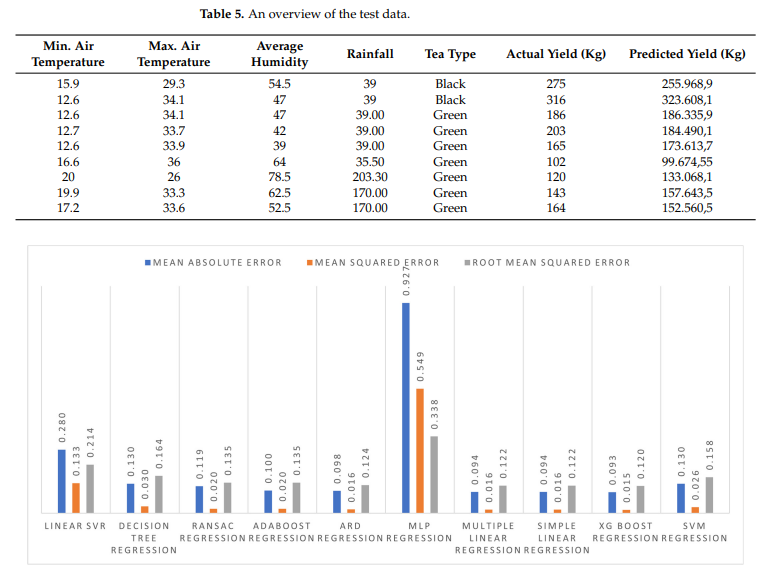 Table 5. An overview of the test data.
Min. Air Temperature Max. Air Temperature Average Humidity Rainfall Tea Type Actual Yield (Kg) Predicted Yield (Kg)
15.9 29.3 54.5 39 Black 275 255.968,9
12.6 34.1 47 39 Black 316 323.608,1
12.6 34.1 47 39.00 Green 186 186.335,9
12.7 33.7 42 39.00 Green 203 184.490,1
12.6 33.9 39 39.00 Green 165 173.613,7
16.6 36 64 35.50 Green 102 99.674,55
20 26 78.5 203.30 Green 120 133.068,1
19.9 33.3 62.5 170.00 Green 143 157.643,5
17.2 33.6 52.5 170.00 Green 164 152.560,5
MEAN ABSOLUTE ERROR MEAN SQUARED ERROR ROOT MEAN SQUARED ERROR
0.280 0.133 0.214
0.130 0.030 0.164
0.119 0.020 0.135
0.100 0.020 0.135
0.098 0.016 0.124
0.927 0.549 0.338
0.094 0.016 0.122
0.094 0.016 0.122
0.093 0.015 0.120
0.130 0.026 0.158
LINEAR SVR
DECISION TREE REGRESSION
RANSAC REGRESSION
ADABOOST REGRESSION
ARD REGRESSION
MLP REGRESSION
MULTIPLE LINEAR REGRESSION
SIMPLE LINEAR REGRESSION
XG BOOST REGRESSION
SVM REGRESSION